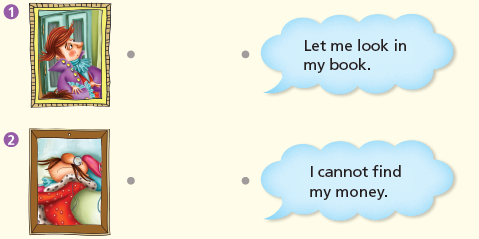 1
Let me look in
my book.
2
I cannot find
my money.